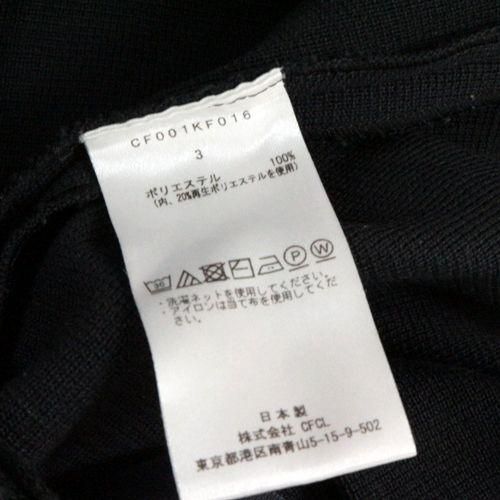 CF001KF016
3
ポリエステル 100%
(内、20%再生ポリエステルを使用)
30 P W
・洗濯ネットを使用してください。
・アイロンは当て布を使用してくだ
さい。
日本製
株式会社 CFCL
東京都港区南青山5-15-9-502